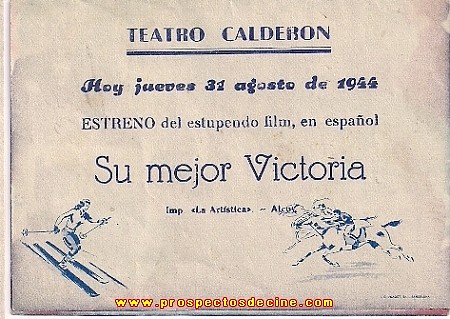 TEATRO CALDERON
Hoy jueves 31 agosto de 1944
ESTRENO del estupendo film, en español
Su mejor Victoria
Imp. «La Artística». - Alcoy
www.prospectosdecine.com